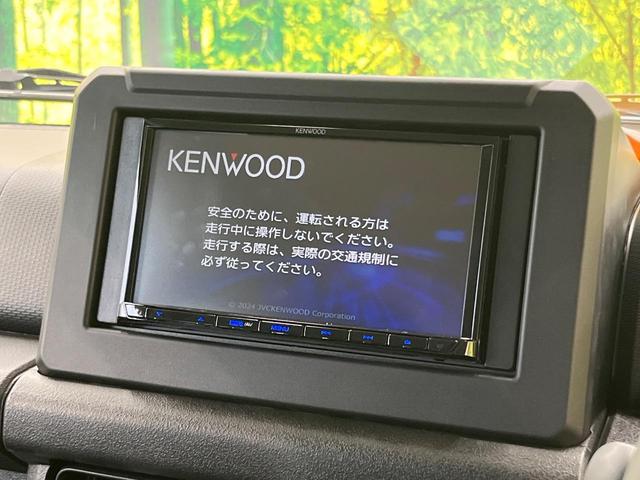 KENWOOD
KENWOOD
安全のために、運転される方は
走行中に操作しないでください。
走行する際は、実際の交通規制に
必ず従ってください。
© 2024 JVCKENWOOD Corporation
MENU